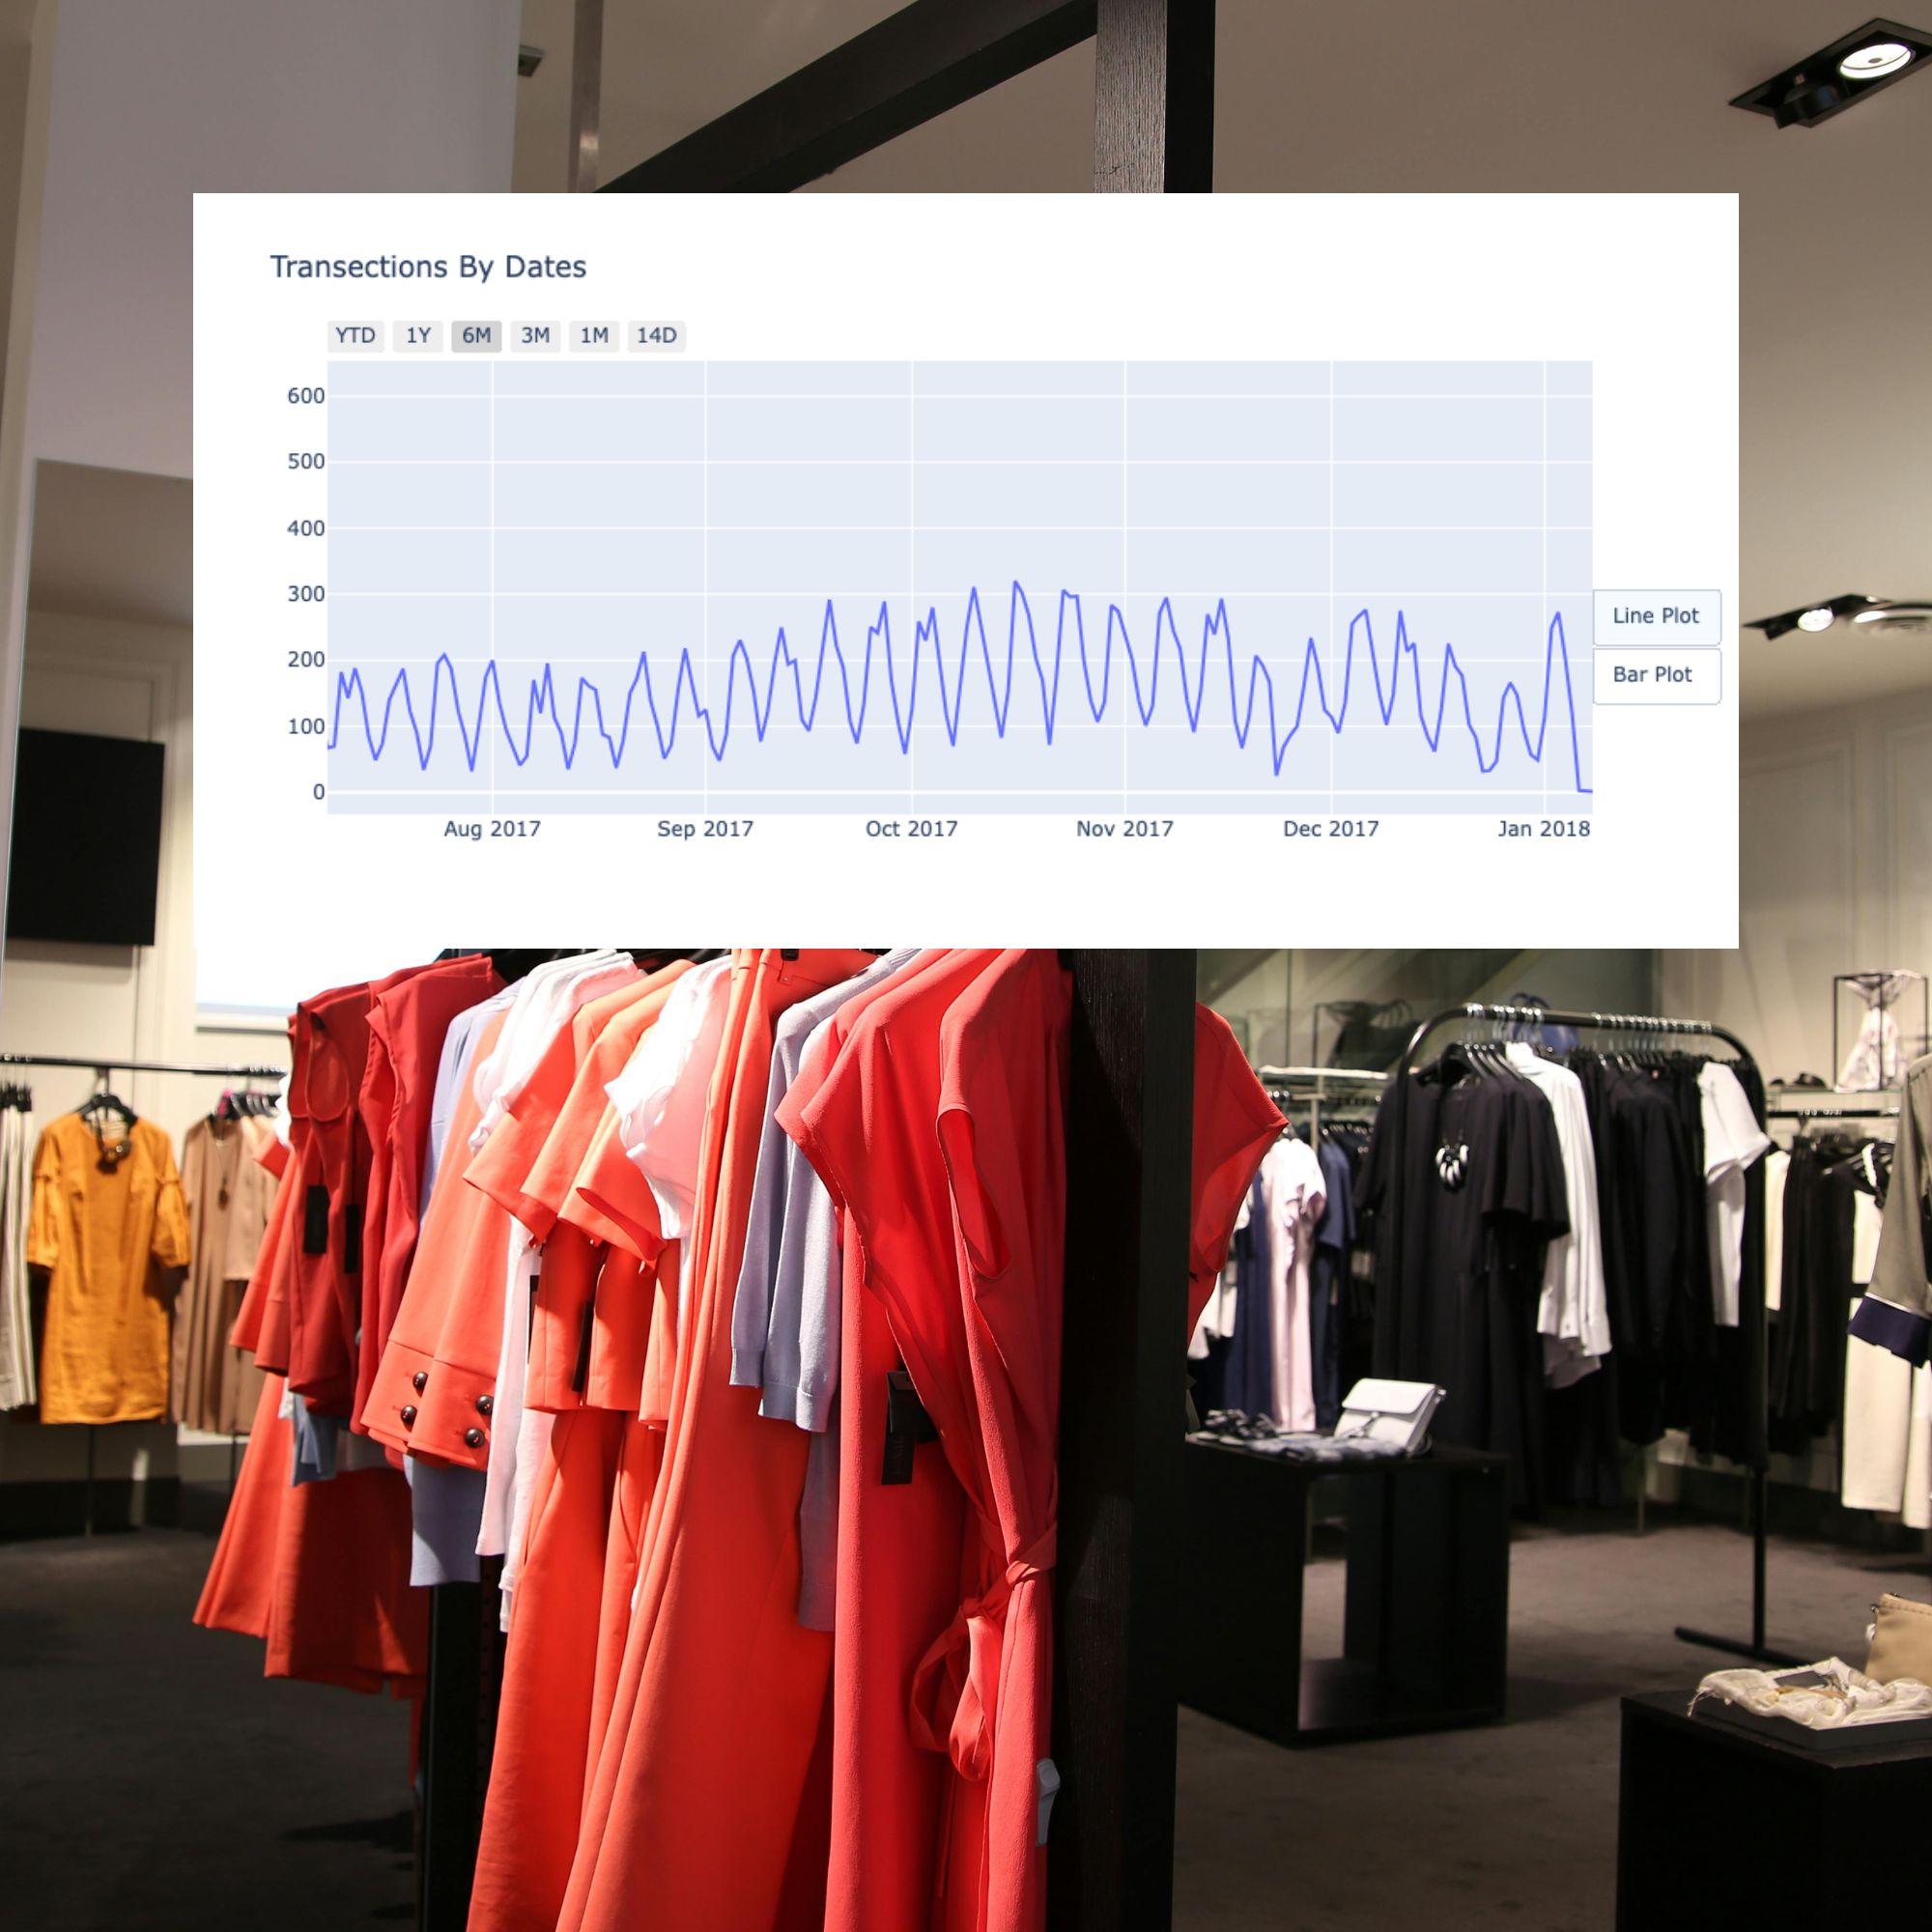 Transections By Dates
YTD 1Y 6M 3M 1M 14D
600
500
400
300
200
100
0
Line Plot
Bar Plot
Aug 2017 Sep 2017 Oct 2017 Nov 2017 Dec 2017 Jan 2018